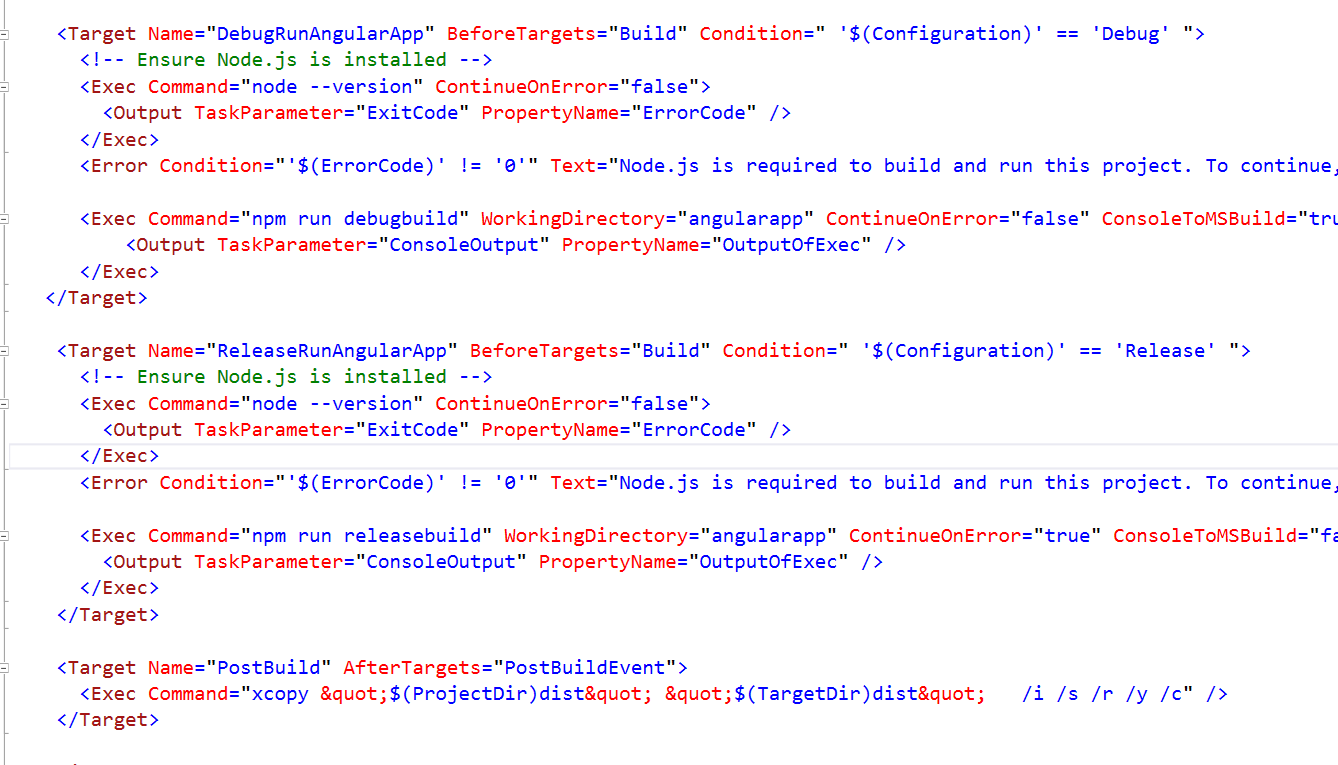 <Target Name="DebugRunAngularApp" BeforeTargets="Build" Condition=" '$(Configuration)' == 'Debug' ">
<!-- Ensure Node.js is installed -->
<Exec Command="node --version" ContinueOnError="false">
<Output TaskParameter="ExitCode" PropertyName="ErrorCode" />
</Exec>
<Error Condition="'$(ErrorCode)' != '0'" Text="Node.js is required to build and run this project. To continue,
<Exec Command="npm run debugbuild" WorkingDirectory="angularapp" ContinueOnError="false" ConsoleToMSBuild="tru
<Output TaskParameter="ConsoleOutput" PropertyName="OutputOfExec" />
</Exec>
</Target>
<Target Name="ReleaseRunAngularApp" BeforeTargets="Build" Condition=" '$(Configuration)' == 'Release' ">
<!-- Ensure Node.js is installed -->
<Exec Command="node --version" ContinueOnError="false">
<Output TaskParameter="ExitCode" PropertyName="ErrorCode" />
</Exec>
<Error Condition="'$(ErrorCode)' != '0'" Text="Node.js is required to build and run this project. To continue,
<Exec Command="npm run releasebuild" WorkingDirectory="angularapp" ContinueOnError="true" ConsoleToMSBuild="fa
<Output TaskParameter="ConsoleOutput" PropertyName="OutputOfExec" />
</Exec>
</Target>
<Target Name="PostBuild" AfterTargets="PostBuildEvent">
<Exec Command="xcopy &quot;$(ProjectDir)dist&quot; &quot;$(TargetDir)dist&quot;   /i /s /r /y /c" />
</Target>